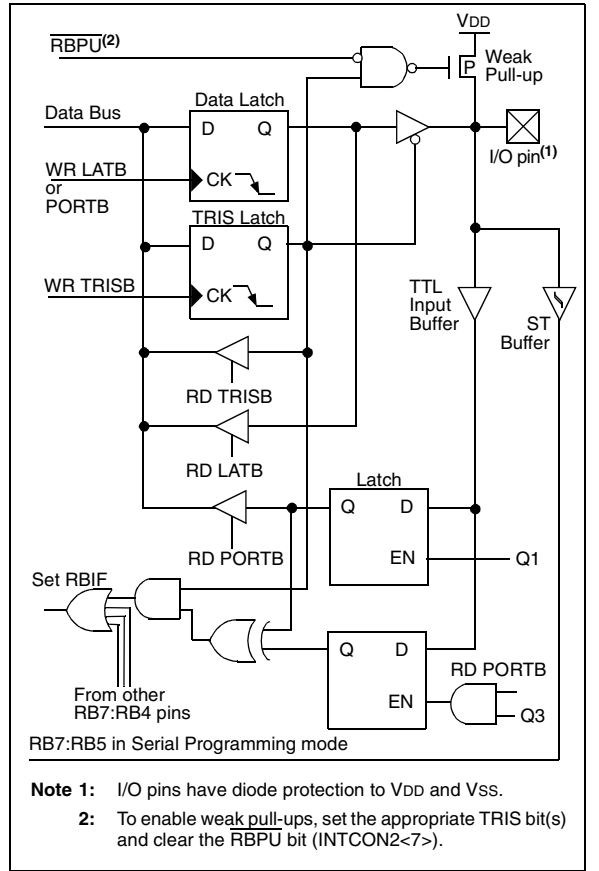 VDD
RBPU(2)
Weak
Pull-up
P
Data Bus
Data Latch
D Q
I/O pin(1)
WR LATB
or
PORTB
CK
TRIS Latch
D Q
WR TRISB
CK
TTL
Input
Buffer
ST
Buffer
RD TRISB
RD LATB
Latch
Q D
RD PORTB
EN
Q1
Set RBIF
Q D
RD PORTB
EN
Q3
From other
RB7:RB4 pins
RB7:RB5 in Serial Programming mode
Note 1: I/O pins have diode protection to VDD and VSS.
2: To enable weak pull-ups, set the appropriate TRIS bit(s)
and clear the RBPU bit (INTCON2<7>).